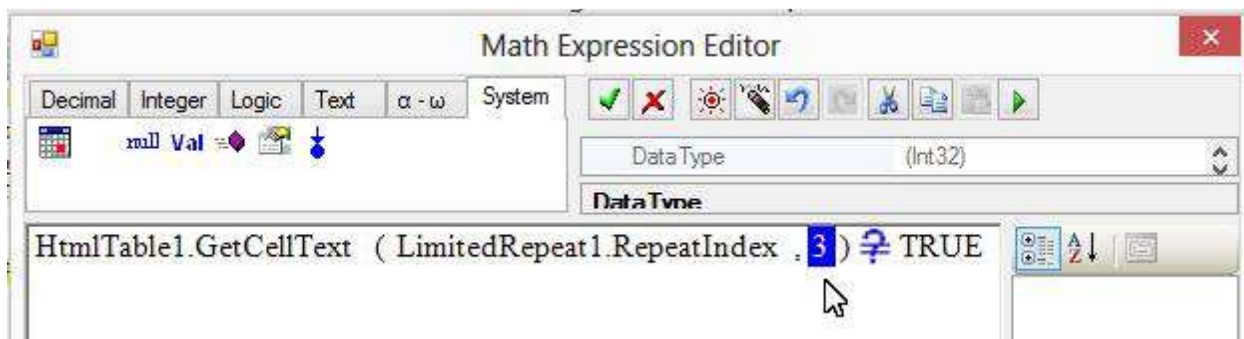 Math Expression Editor
Decimal Integer Logic Text α - ω System
null Val
DataType (Int32)
DataType
HtmlTable1.GetCellText ( LimitedRepeat1.RepeatIndex , 3 ) ? TRUE